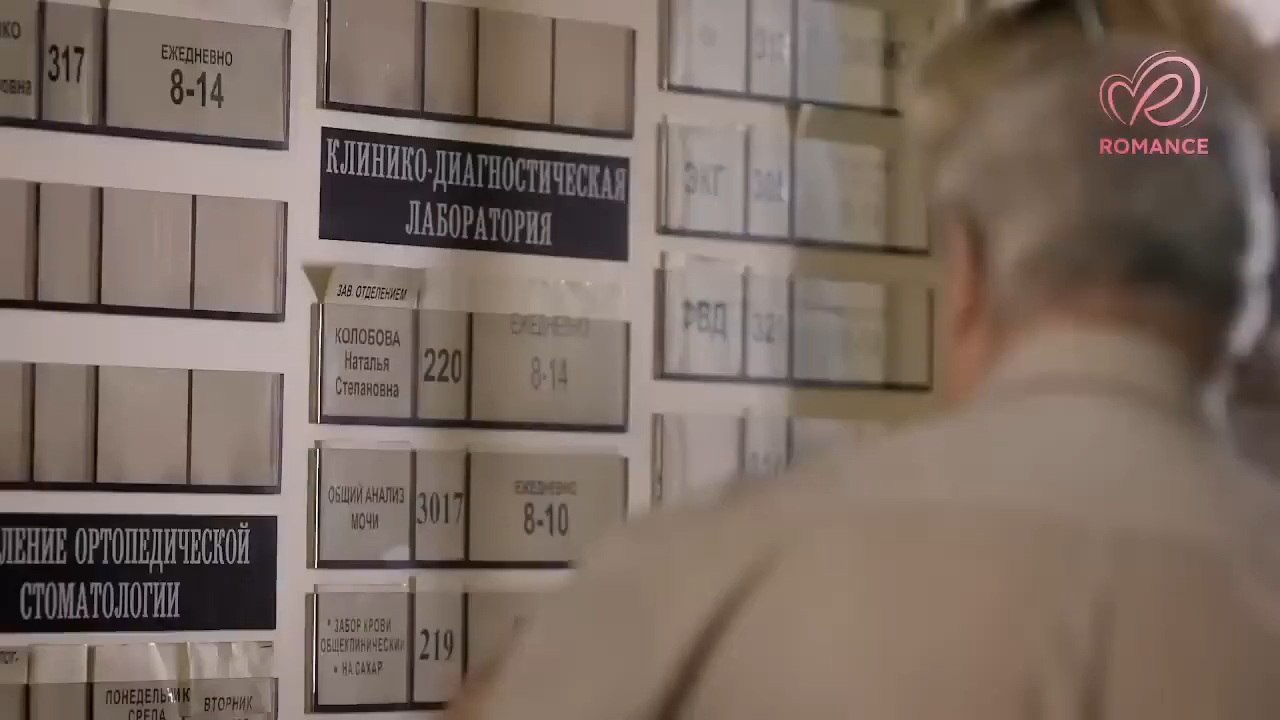 317
ЕЖЕДНЕВНО
8-14
КЛИНИКО-ДИАГНОСТИЧЕСКАЯ
ЛАБОРАТОРИЯ
ЗАВ ОТДЕЛЕНИЕМ
КОЛОБОВА
Наталья
Степановна
220
ЕЖЕДНЕВНО
8-14
ОБЩИЙ АНАЛИЗ
МОЧИ
3017
ЕЖЕДНЕВНО
8-10
* ЗАБОР КРОВИ
ОБЩЕКЛИНИЧЕСКИЙ
* НА САХАР
219
ЛЕНИЕ ОРТОПЕДИЧЕСКОЙ
СТОМАТОЛОГИИ
ПОНЕДЕЛЬНИК
СРЕДА
ВТОРНИК
ЭКГ
ROMANCE